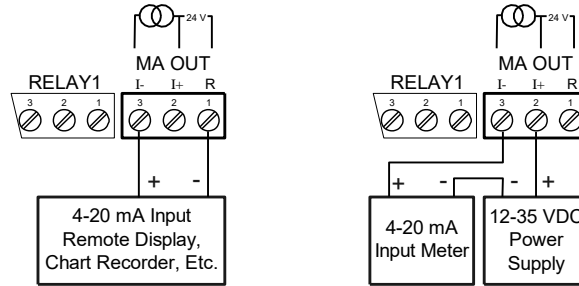 24 V
MA OUT
RELAY1 I- I+ R
3 2 1 3 2 1
+ -
4-20 mA Input
Remote Display,
Chart Recorder, Etc.
24 V
MA OUT
RELAY1 I- I+ R
3 2 1 3 2 1
+ - - +
4-20 mA
Input Meter
12-35 VDC
Power
Supply